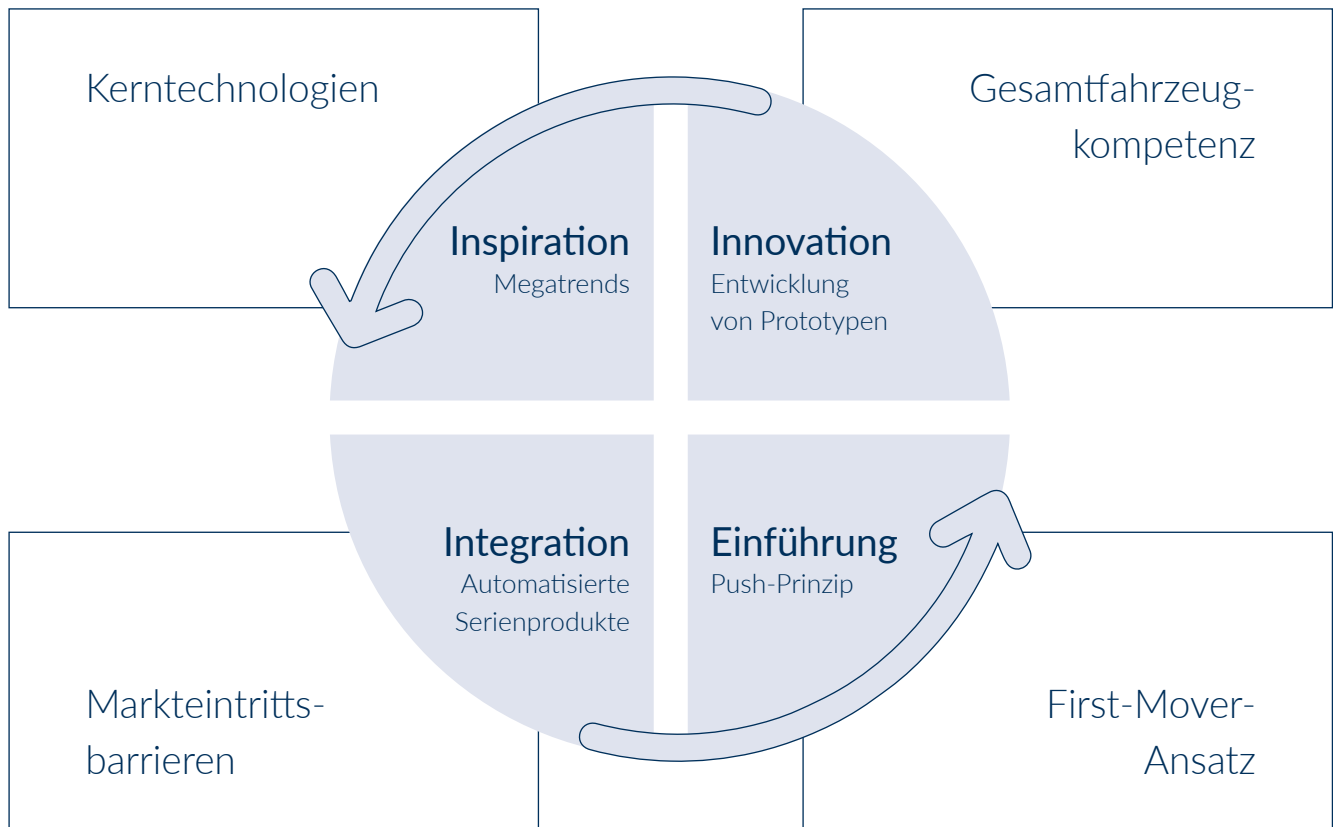 Kerntechnologien
Gesamtfahrzeug-
kompetenz
Inspiration
Megatrends
Innovation
Entwicklung
von Prototypen
Integration
Automatisierte
Serienprodukte
Einführung
Push-Prinzip
Markteintritts-
barrieren
First-Mover-
Ansatz